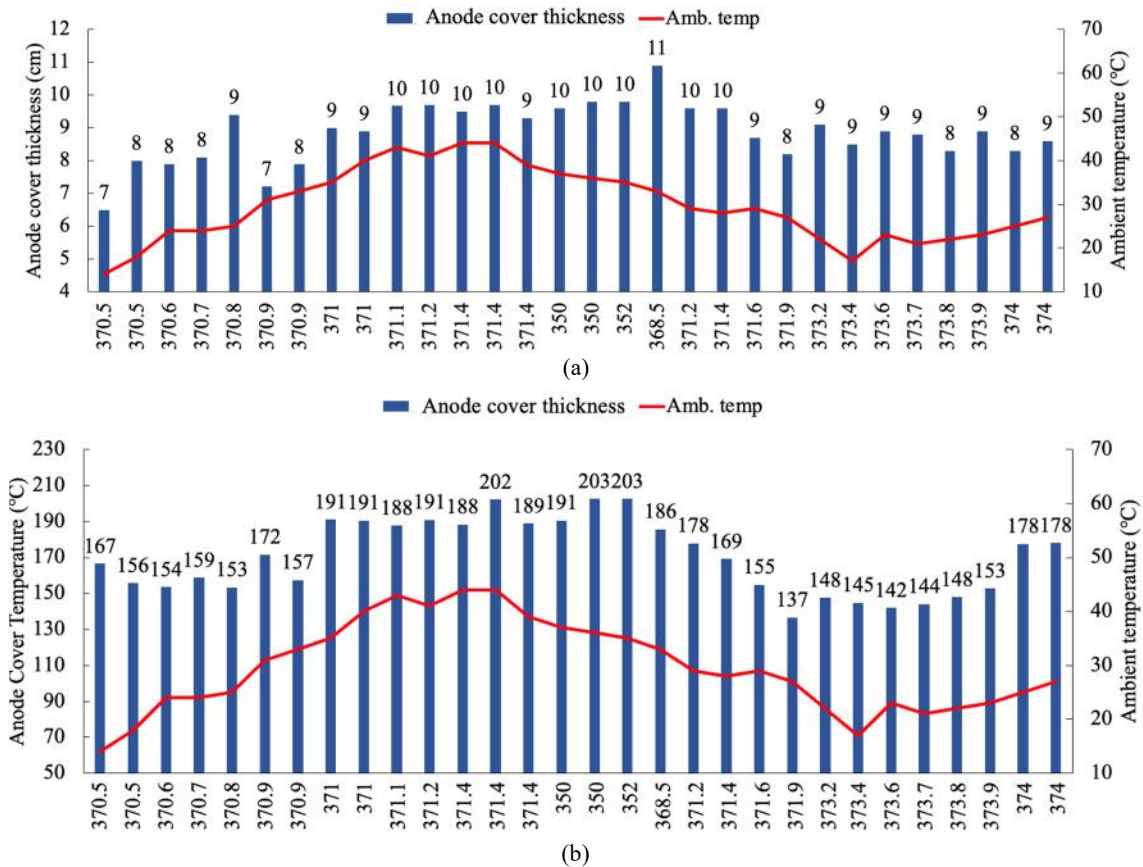 Anode cover thickness Amb. temp
12 70
11 60
10 50
9
8 40
7 30
6 20
5
4 10
Anode cover thickness (cm)
Ambient temperature (°C)
7 8 8 8 9 7 8 9 9 10 10 10 10 9 10 10 10 11 10 10 9 8 9 9 9 9 8 9 8 9
370.5 370.5 370.6 370.7 370.8 370.9 370.9 371 371 371.1 371.2 371.4 371.4 371.4 350 350 352 368.5 371.2 371.4 371.6 371.9 373.2 373.4 373.6 373.7 373.8 373.9 374 374
(a)
Anode cover thickness Amb. temp
230 70
210 60
190
170 50
150 40
130
110 30
90 20
70
50 10
Anode Cover Temperature (°C)
Ambient temperature (°C)
167 156 154 159 153 172 157 191 191 188 191 188 202 189 191 203 203 186 178 169 155 137 148 145 142 144 148 153 178 178
370.5 370.5 370.6 370.7 370.8 370.9 370.9 371 371 371.1 371.2 371.4 371.4 371.4 350 350 352 368.5 371.2 371.4 371.6 371.9 373.2 373.4 373.6 373.7 373.8 373.9 374 374
(b)